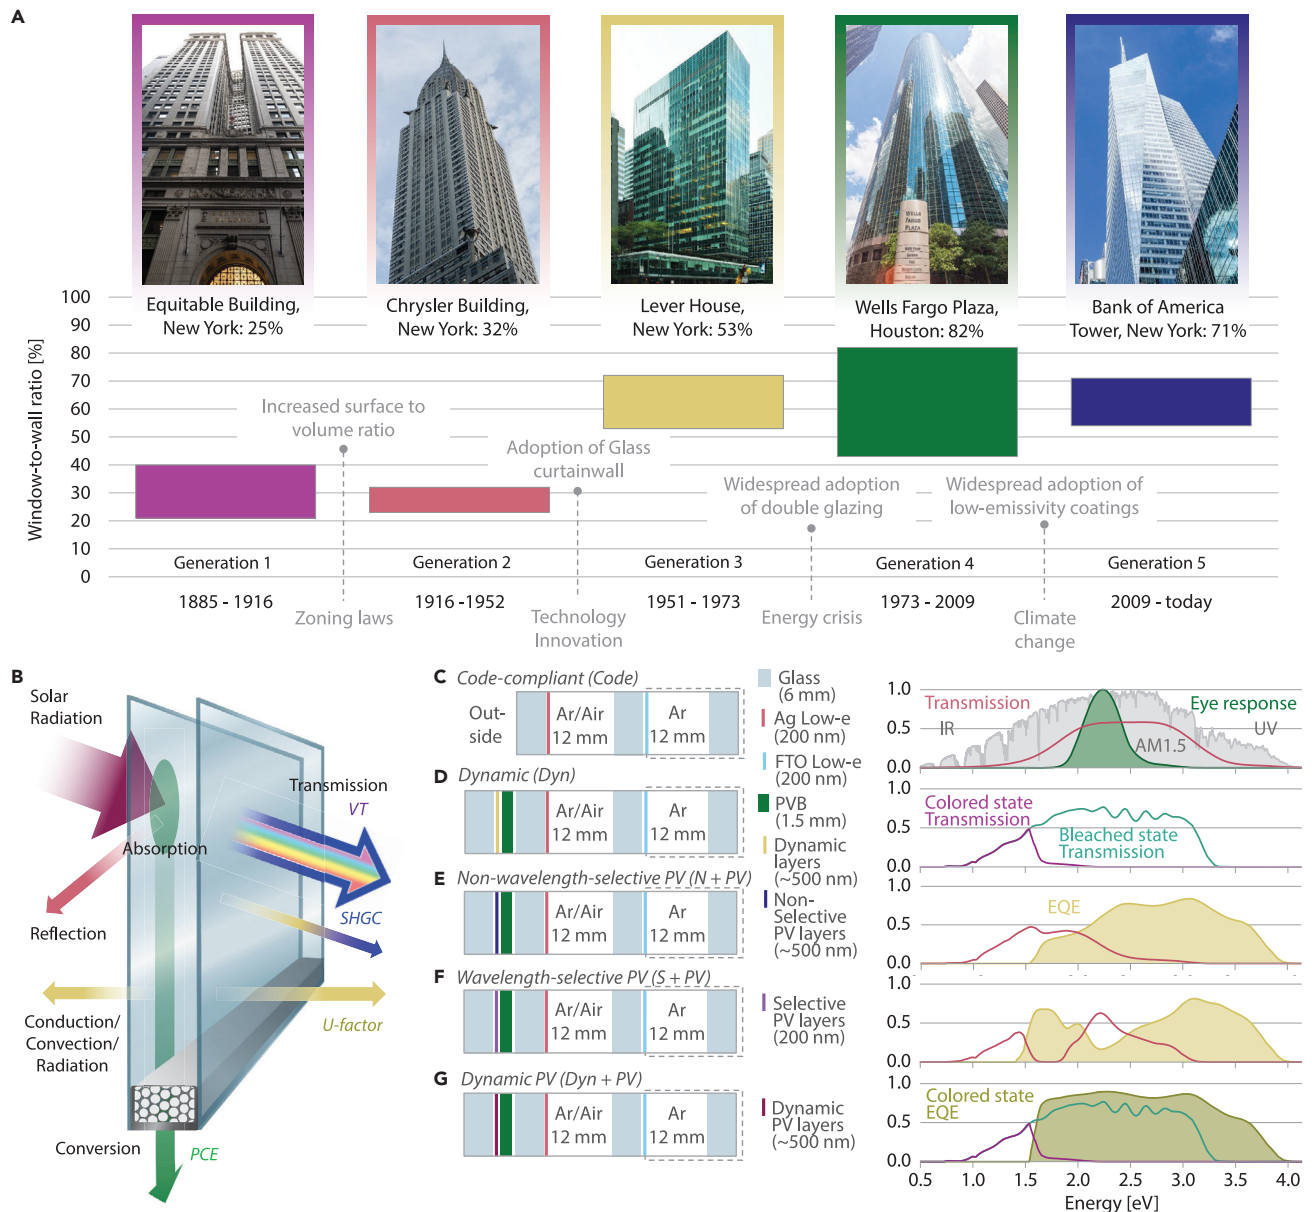 A
Equitable Building,
New York: 25%
Chrysler Building,
New York: 32%
Lever House,
New York: 53%
WELLS
FARGO
PLAZA
Wells Fargo Plaza,
Houston: 82%
Bank of America
Tower, New York: 71%
Window-to-wall ratio [%]
100
90
80
70
60
50
40
30
20
10
0
Increased surface to
volume ratio
Adoption of Glass
curtainwall
Widespread adoption
of double glazing
Widespread adoption of
low-emissivity coatings
Generation 1
Generation 2
Generation 3
Generation 4
Generation 5
1885 - 1916
1916 -1952
1951 - 1973
1973 - 2009
2009 - today
Zoning laws
Technology
Innovation
Energy crisis
Climate
change
B
Solar
Radiation
Transmission
VT
Absorption
SHGC
Reflection
Conduction/
Convection/
Radiation
U-factor
Conversion
PCE
C Code-compliant (Code)
Out-
side
Ar/Air
12 mm
Ar
12 mm
D Dynamic (Dyn)
Ar/Air
12 mm
Ar
12 mm
E Non-wavelength-selective PV (N + PV)
Ar/Air
12 mm
Ar
12 mm
F Wavelength-selective PV (S + PV)
Ar/Air
12 mm
Ar
12 mm
G Dynamic PV (Dyn + PV)
Ar/Air
12 mm
Ar
12 mm
Glass
(6 mm)
Ag Low-e
(200 nm)
FTO Low-e
(200 nm)
PVB
(1.5 mm)
Dynamic
layers
(~500 nm)
Non-
Selective
PV layers
(~500 nm)
Selective
PV layers
(200 nm)
Dynamic
PV layers
(~500 nm)
1.0
0.5
0.0
Transmission
IR
Eye response
UV
AM1.5
1.0
0.5
0.0
Colored state
Transmission
Bleached state
Transmission
1.0
0.5
0.0
EQE
1.0
0.5
0.0
1.0
0.5
0.0
Colored state
EQE
0.5 1.0 1.5 2.0 2.5 3.0 3.5 4.0
Energy [eV]